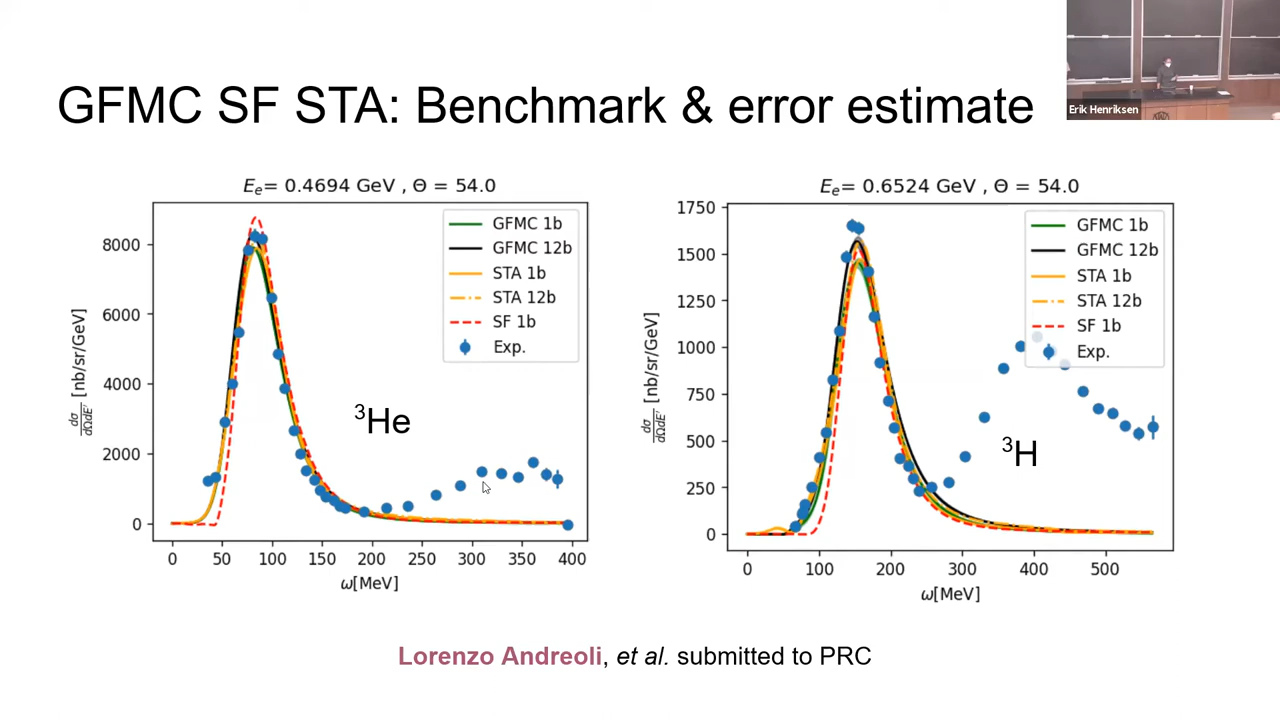 GFMC SF STA: Benchmark & error estimate
Erik Henriksen
E_e= 0.4694 GeV , Θ = 54.0
dσ/dΩdE′ [nb/sr/GeV]
8000
6000
4000
2000
0
GFMC 1b
GFMC 12b
STA 1b
STA 12b
SF 1b
Exp.
³He
0 50 100 150 200 250 300 350 400
ω[MeV]
E_e= 0.6524 GeV , Θ = 54.0
dσ/dΩdE′ [nb/sr/GeV]
1750
1500
1250
1000
750
500
250
0
GFMC 1b
GFMC 12b
STA 1b
STA 12b
SF 1b
Exp.
³H
0 100 200 300 400 500
ω[MeV]
Lorenzo Andreoli, et al. submitted to PRC